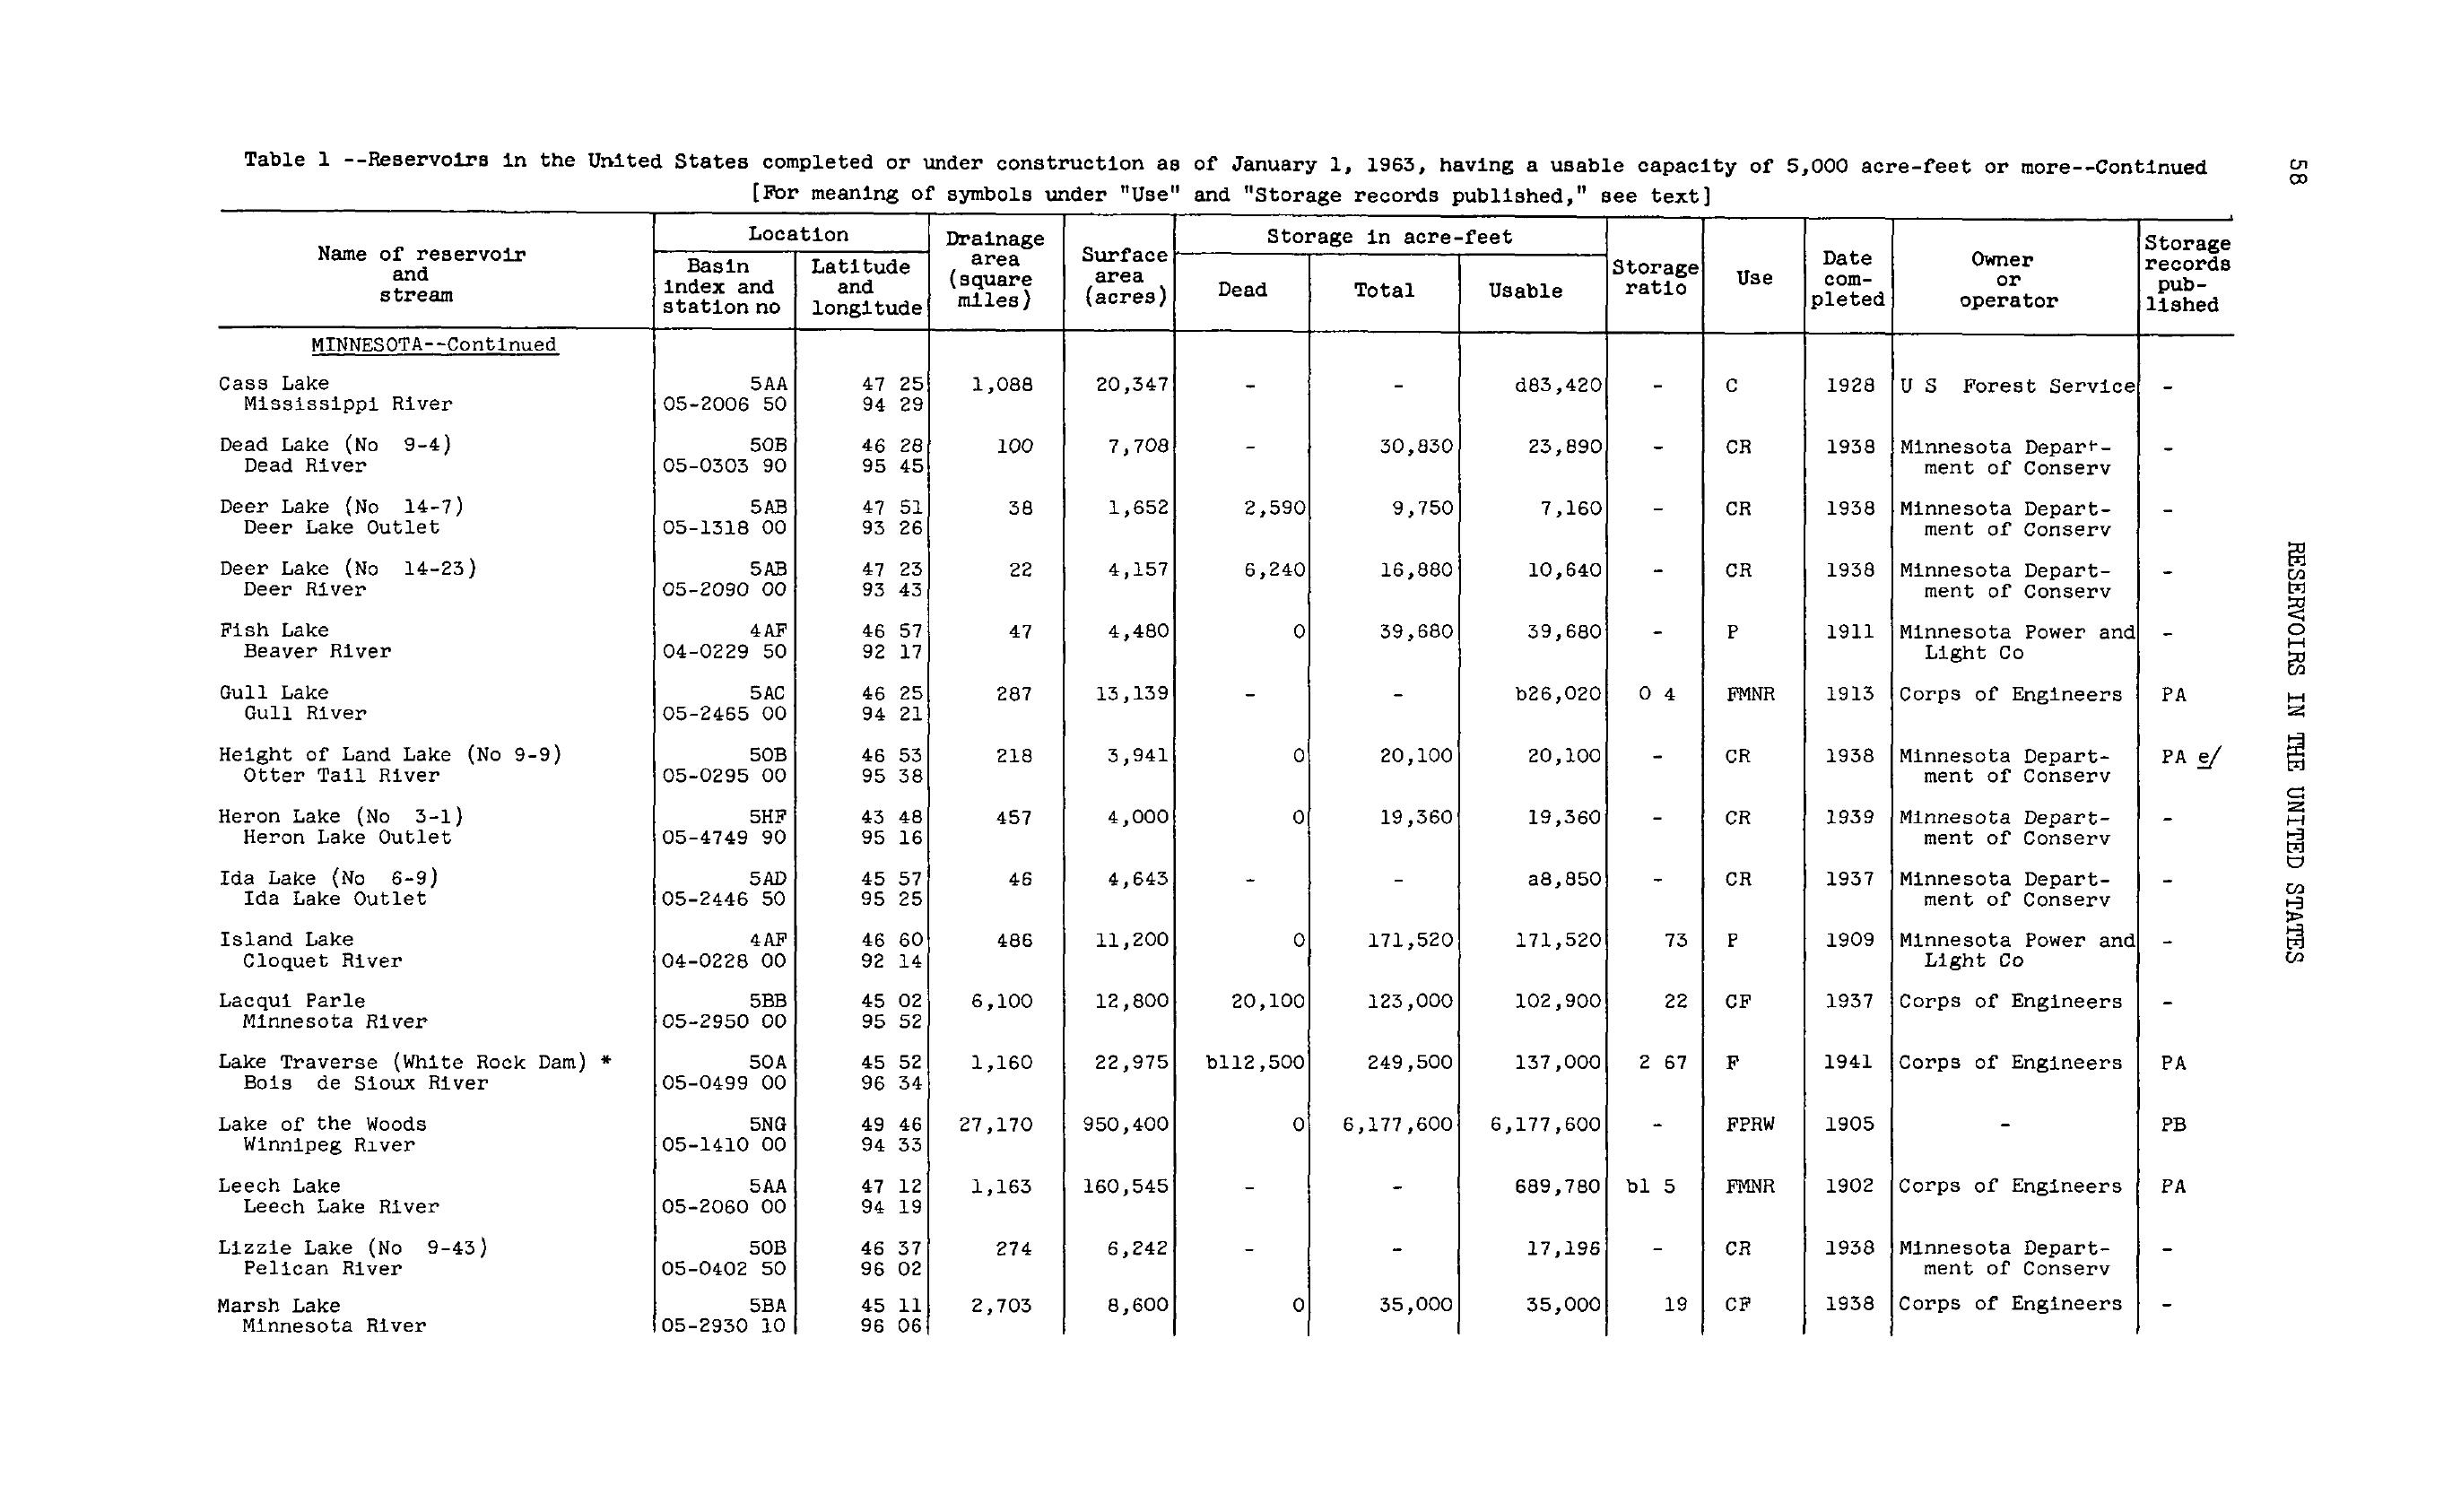 Table 1 --Reservoirs in the United States completed or under construction as of January 1, 1963, having a usable capacity of 5,000 acre-feet or more--Continued
[For meaning of symbols under "Use" and "Storage records published," see text]
58
RESERVOIRS IN THE UNITED STATES
Name of reservoir and stream | Location | Drainage area (square miles) | Surface area (acres) | Storage in acre-feet | Storage ratio | Use | Date com-pleted | Owner or operator | Storage records pub-lished
Basin index and station no | Latitude and longitude | Dead | Total | Usable
MINNESOTA--Continued
Cass Lake 5AA 47 25 1,088 20,347 - - d83,420 - C 1928 U S Forest Service -
Mississippi River 05-2006 50 94 29
Dead Lake (No 9-4) 5OB 46 28 100 7,708 - 30,830 23,890 - CR 1938 Minnesota Depart- -
Dead River 05-0303 90 95 45 ment of Conserv
Deer Lake (No 14-7) 5AB 47 51 38 1,652 2,590 9,750 7,160 - CR 1938 Minnesota Depart- -
Deer Lake Outlet 05-1318 00 93 26 ment of Conserv
Deer Lake (No 14-23) 5AB 47 23 22 4,157 6,240 16,880 10,640 - CR 1938 Minnesota Depart- -
Deer River 05-2090 00 93 43 ment of Conserv
Fish Lake 4AF 46 57 47 4,480 0 39,680 39,680 - P 1911 Minnesota Power and -
Beaver River 04-0229 50 92 17 Light Co
Gull Lake 5AC 46 25 287 13,139 - - b26,020 0 4 FMNR 1913 Corps of Engineers PA
Gull River 05-2465 00 94 21
Height of Land Lake (No 9-9) 5OB 46 53 218 3,941 0 20,100 20,100 - CR 1938 Minnesota Depart- PA e/
Otter Tail River 05-0295 00 95 38 ment of Conserv
Heron Lake (No 3-1) 5HF 43 48 457 4,000 0 19,360 19,360 - CR 1939 Minnesota Depart- -
Heron Lake Outlet 05-4749 90 95 16 ment of Conserv
Ida Lake (No 6-9) 5AD 45 57 46 4,643 - - a8,850 - CR 1937 Minnesota Depart- -
Ida Lake Outlet 05-2446 50 95 25 ment of Conserv
Island Lake 4AF 46 60 486 11,200 0 171,520 171,520 73 P 1909 Minnesota Power and -
Cloquet River 04-0228 00 92 14 Light Co
Lacqui Parle 5BB 45 02 6,100 12,800 20,100 123,000 102,900 22 CF 1937 Corps of Engineers -
Minnesota River 05-2950 00 95 52
Lake Traverse (White Rock Dam) * 5OA 45 52 1,160 22,975 b112,500 249,500 137,000 2 67 F 1941 Corps of Engineers PA
Bois de Sioux River 05-0499 00 96 34
Lake of the Woods 5NG 49 46 27,170 950,400 0 6,177,600 6,177,600 - FPRW 1905 - PB
Winnipeg River 05-1410 00 94 33
Leech Lake 5AA 47 12 1,163 160,545 - - 689,780 b1 5 FMNR 1902 Corps of Engineers PA
Leech Lake River 05-2060 00 94 19
Lizzie Lake (No 9-43) 5OB 46 37 274 6,242 - - 17,196 - CR 1938 Minnesota Depart- -
Pelican River 05-0402 50 96 02 ment of Conserv
Marsh Lake 5BA 45 11 2,703 8,600 0 35,000 35,000 19 CF 1938 Corps of Engineers -
Minnesota River 05-2930 10 96 06